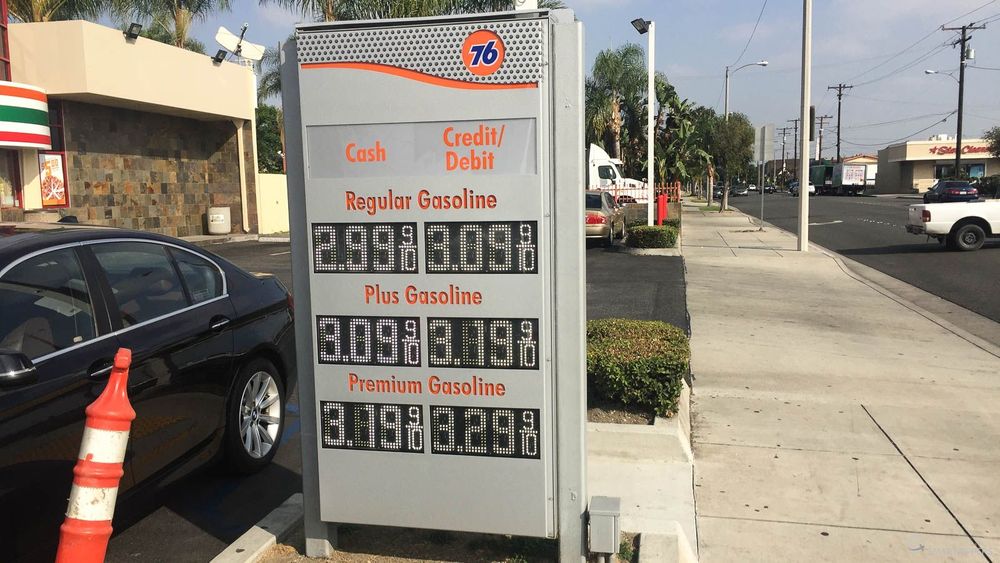 76
Cash
Credit/
Debit
Regular Gasoline
2.99 9/10 3.09 9/10
Plus Gasoline
3.09 9/10 3.19 9/10
Premium Gasoline
3.19 9/10 3.29 9/10